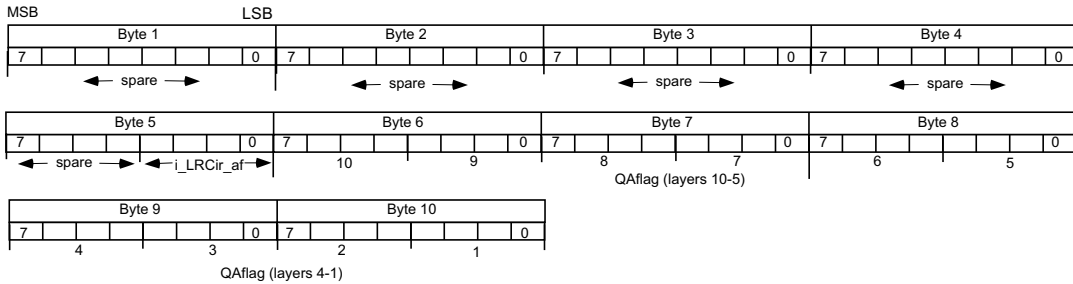 MSB LSB
Byte 1 Byte 2 Byte 3 Byte 4
7 0 7 0 7 0 7 0
spare spare spare spare
Byte 5 Byte 6 Byte 7 Byte 8
7 0 7 0 7 0 7 0
spare i_LRCir_af 10 9 8 7 6 5
QAflag (layers 10-5)
Byte 9 Byte 10
7 0 7 0
4 3 2 1
QAflag (layers 4-1)